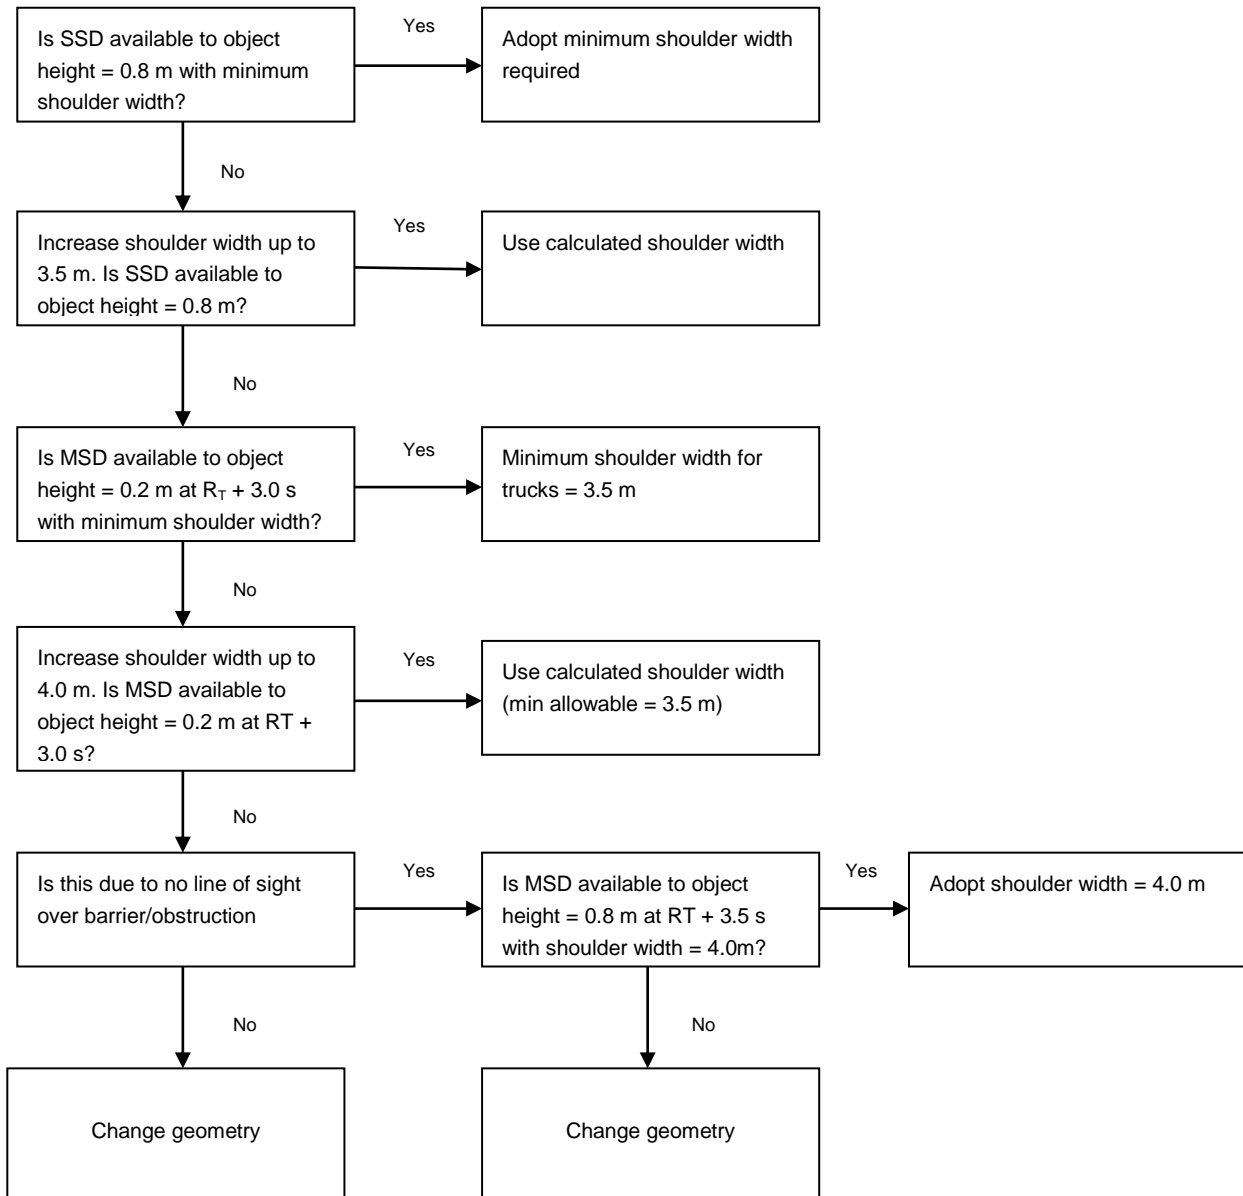 Is SSD available to object
height = 0.8 m with minimum
shoulder width?
Yes
Adopt minimum shoulder width
required
No
Increase shoulder width up to
3.5 m. Is SSD available to
object height = 0.8 m?
Yes
Use calculated shoulder width
No
Is MSD available to object
height = 0.2 m at RT + 3.0 s
with minimum shoulder width?
Yes
Minimum shoulder width for
trucks = 3.5 m
No
Increase shoulder width up to
4.0 m. Is MSD available to
object height = 0.2 m at RT +
3.0 s?
Yes
Use calculated shoulder width
(min allowable = 3.5 m)
No
Is this due to no line of sight
over barrier/obstruction
Yes
Is MSD available to object
height = 0.8 m at RT + 3.5 s
with shoulder width = 4.0m?
Yes
Adopt shoulder width = 4.0 m
No
No
Change geometry
Change geometry